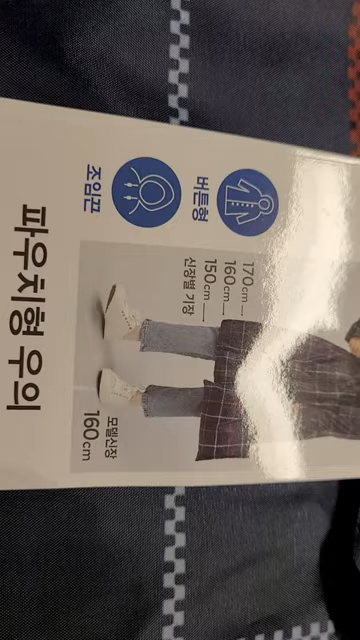 버튼형
조임끈
170cm
160cm
150cm
신장별 기장
모델신장
160cm
파우치형 우의